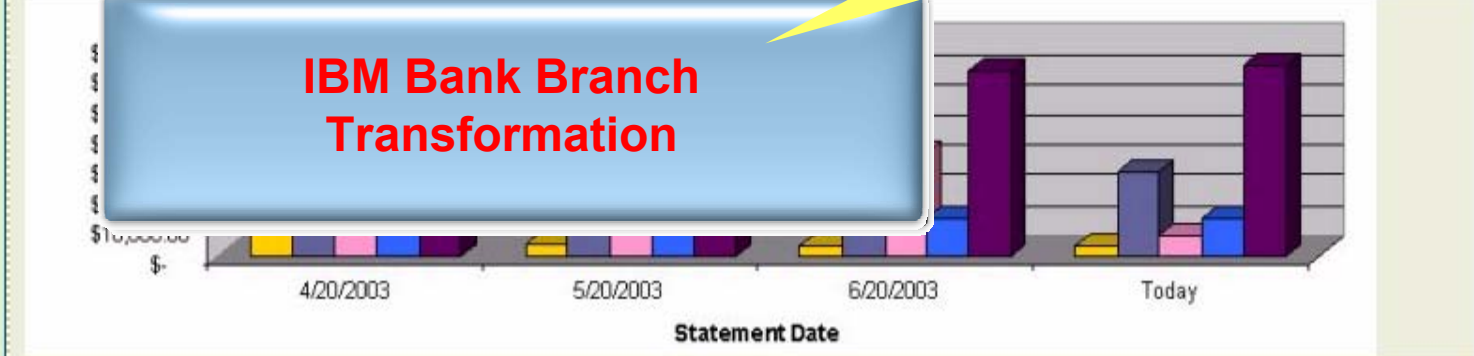 IBM Bank Branch
Transformation
$-
4/20/2003
5/20/2003
6/20/2003
Today
Statement Date